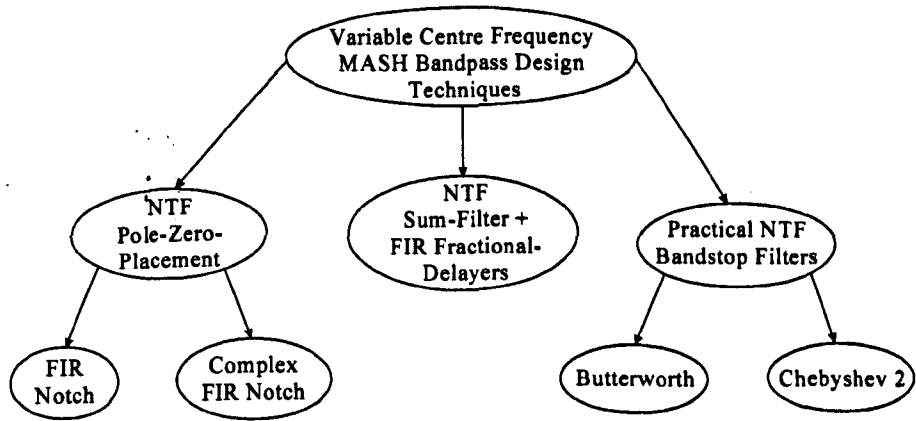 Variable Centre Frequency
MASH Bandpass Design
Techniques
NTF
Pole-Zero-
Placement
NTF
Sum-Filter +
FIR Fractional-
Delayers
Practical NTF
Bandstop Filters
FIR
Notch
Complex
FIR Notch
Butterworth
Chebyshev 2